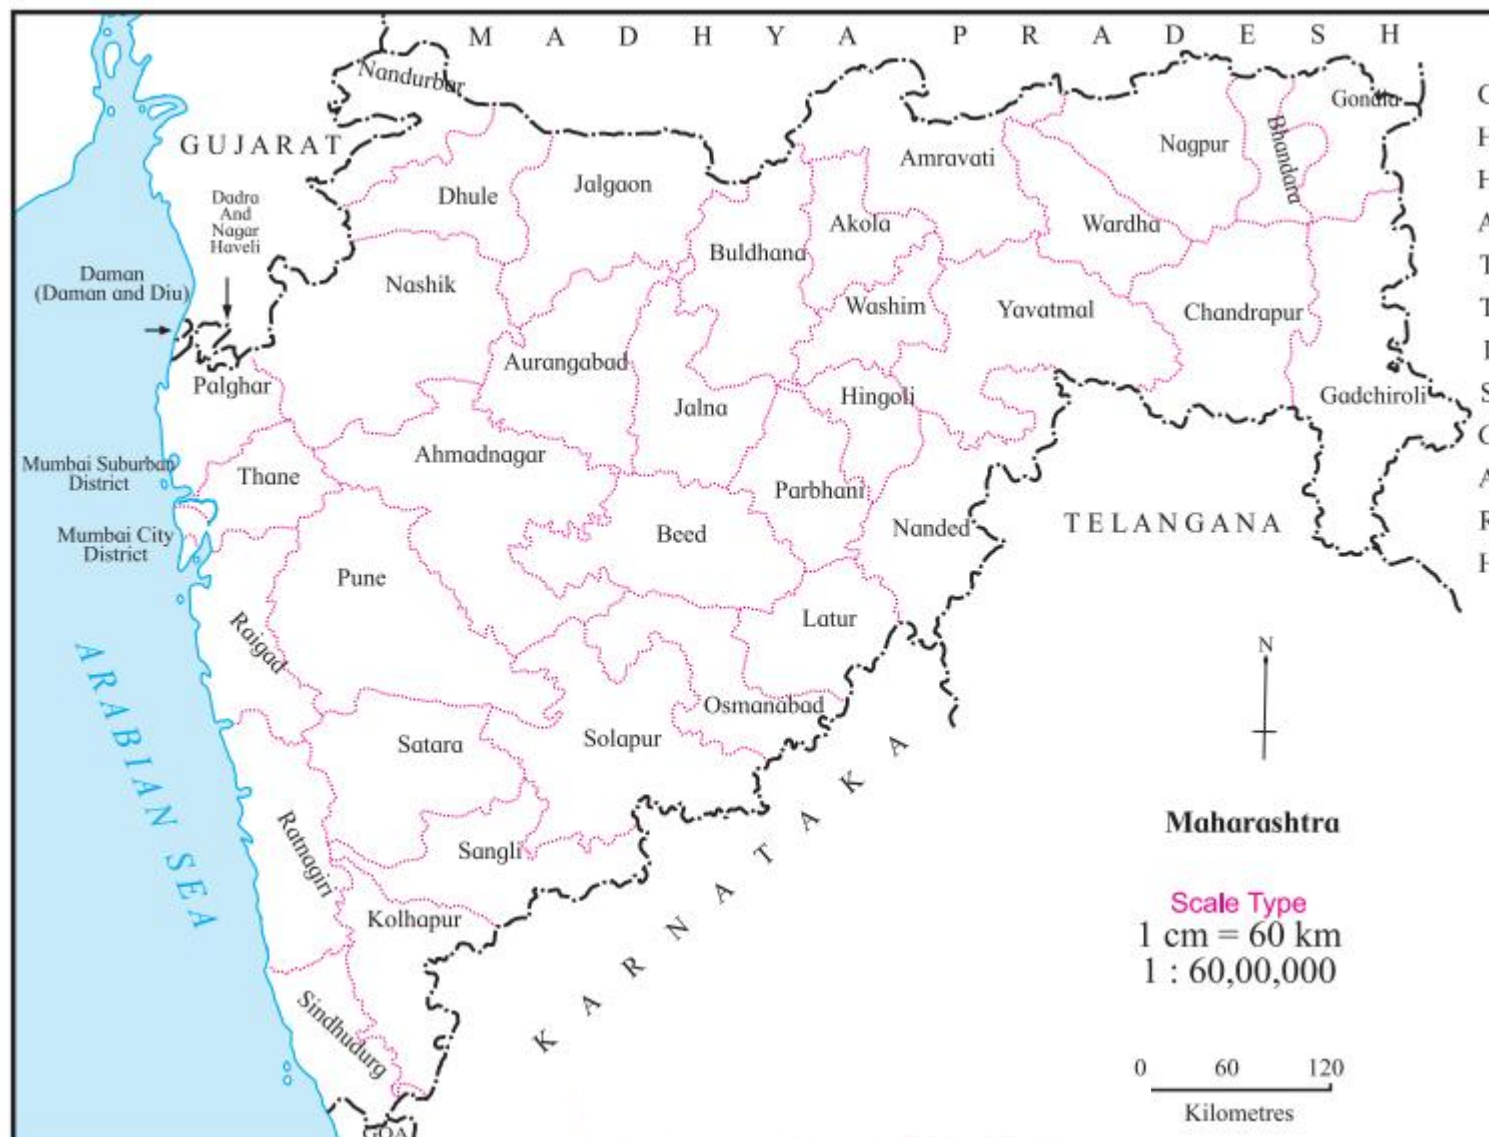 M A D H Y A P R A D E S H
C H H A T T I S G A R H
Nandurbar
Gondia
GUJARAT
Nagpur
Bhandara
Amravati
Jalgaon
Dhule
Dadra
And
Nagar
Haveli
Akola
Wardha
Buldhana
Daman
(Daman and Diu)
Nashik
Washim
Yavatmal
Chandrapur
Aurangabad
Palghar
Jalna
Hingoli
Gadchiroli
Ahmadnagar
Mumbai Suburban
District
Thane
Parbhani
Mumbai City
District
Beed
Nanded
TELANGANA
Pune
Latur
Raigad
N
ARABIAN SEA
Osmanabad
Satara
Solapur
KARNATAKA
Maharashtra
Ratnagiri
Sangli
Scale Type
Kolhapur
1 cm = 60 km
1 : 60,00,000
Sindhudurg
0 60 120
Kilometres
GOA